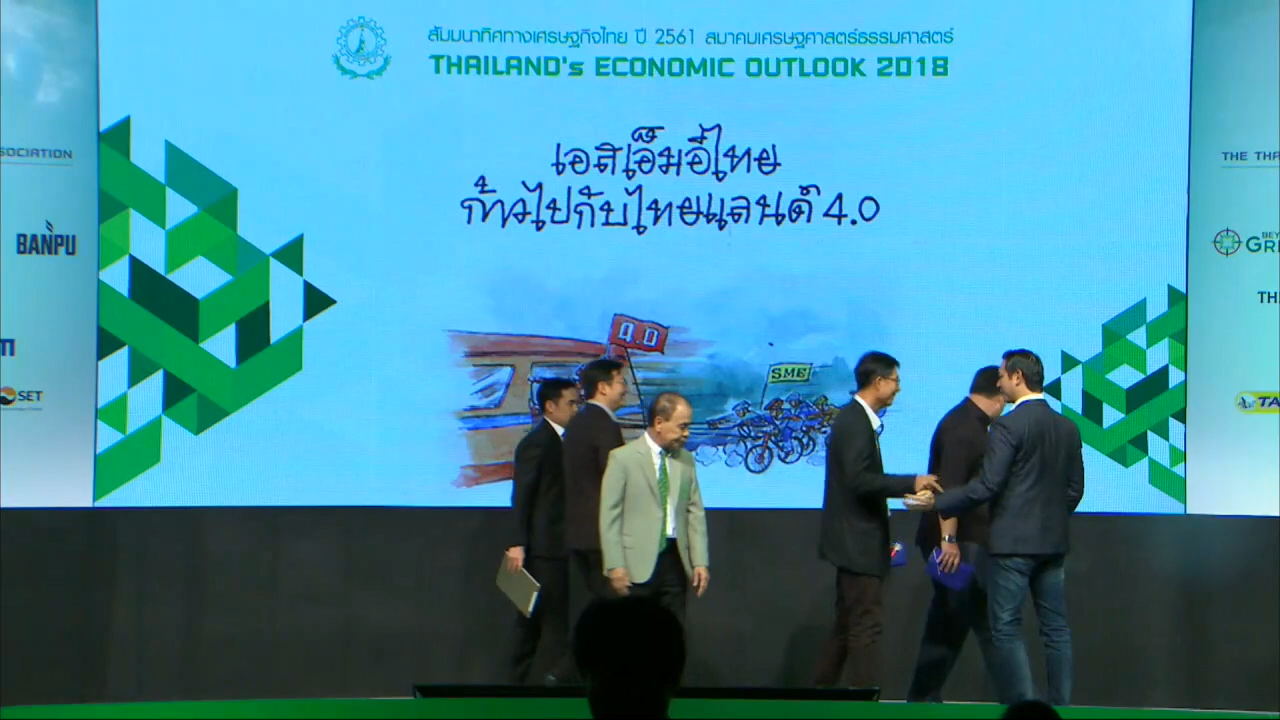 สัมมนาทิศทางเศรษฐกิจไทย ปี 2561 สมาคมเศรษฐศาสตร์ธรรมศาสตร์
THAILAND's ECONOMIC OUTLOOK 2018
เอสเอ็มอีไทย
ก้าวไปกับไทยแลนด์ 4.0
4.0
SME
BANPU
SET
THE